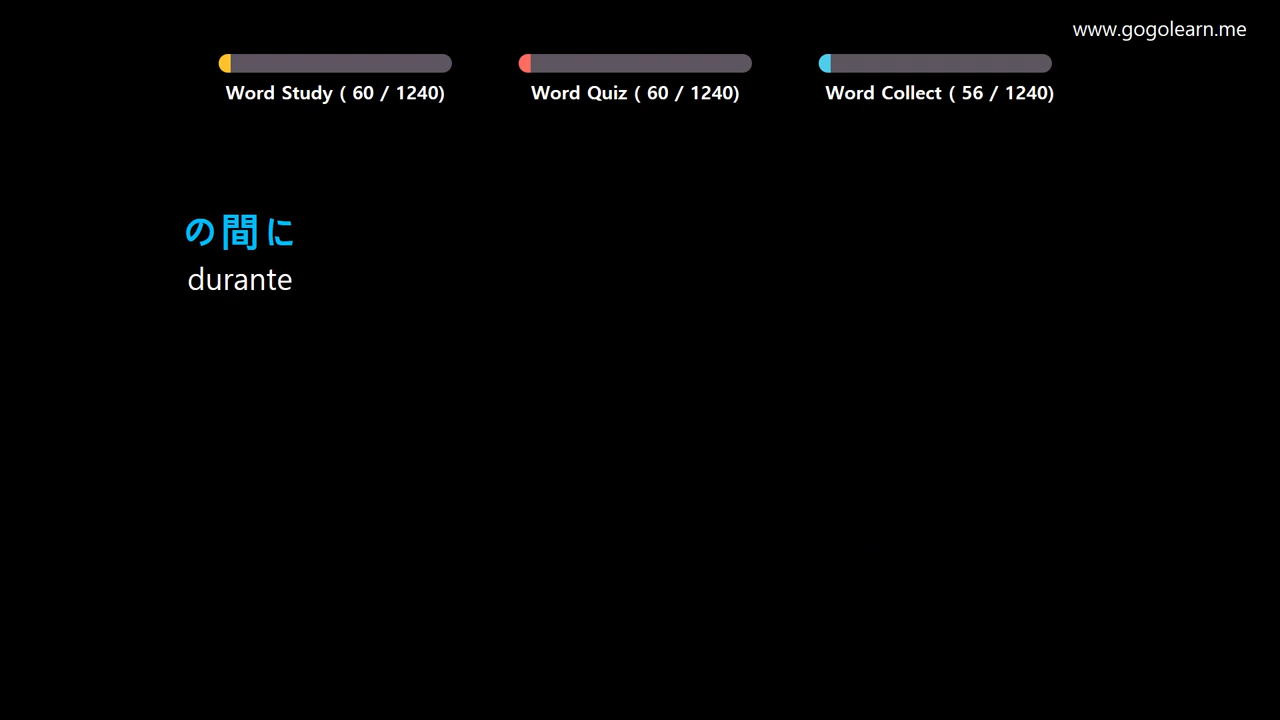 www.gogolearn.me
Word Study ( 60 / 1240)
Word Quiz ( 60 / 1240)
Word Collect ( 56 / 1240)
の間に
durante